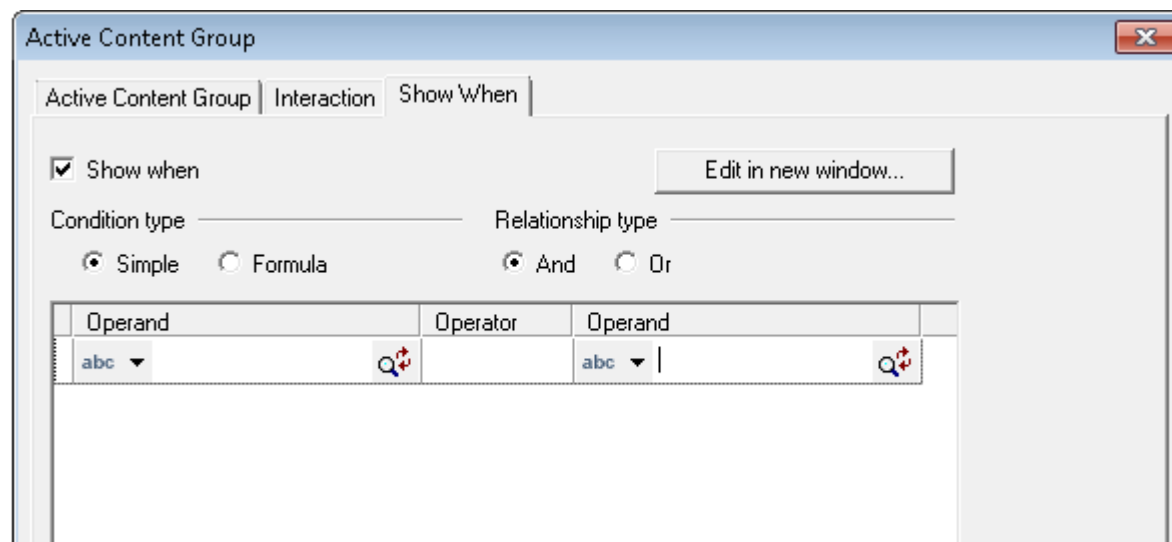 Active Content Group
Active Content Group Interaction Show When
Show when Edit in new window...
Condition type Relationship type
Simple Formula And Or
Operand Operator Operand
abc abc